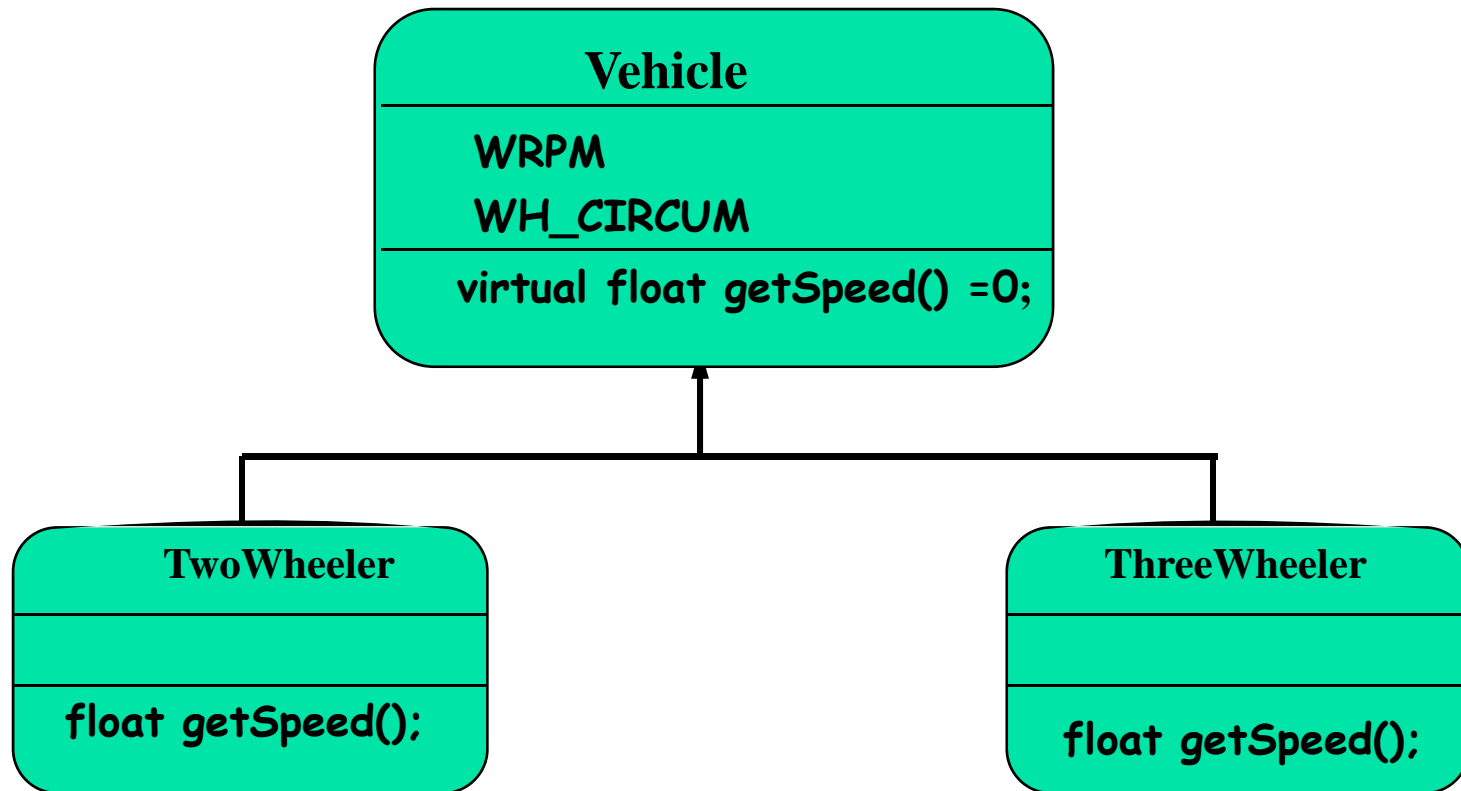 Vehicle
WRPM
WH_CIRCUM
virtual float getSpeed() =0;
TwoWheeler
float getSpeed();
ThreeWheeler
float getSpeed();